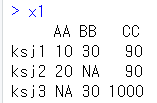 > x1
     AA BB   CC
ksj1 10 30   90
ksj2 20 NA   90
ksj3 NA 30 1000